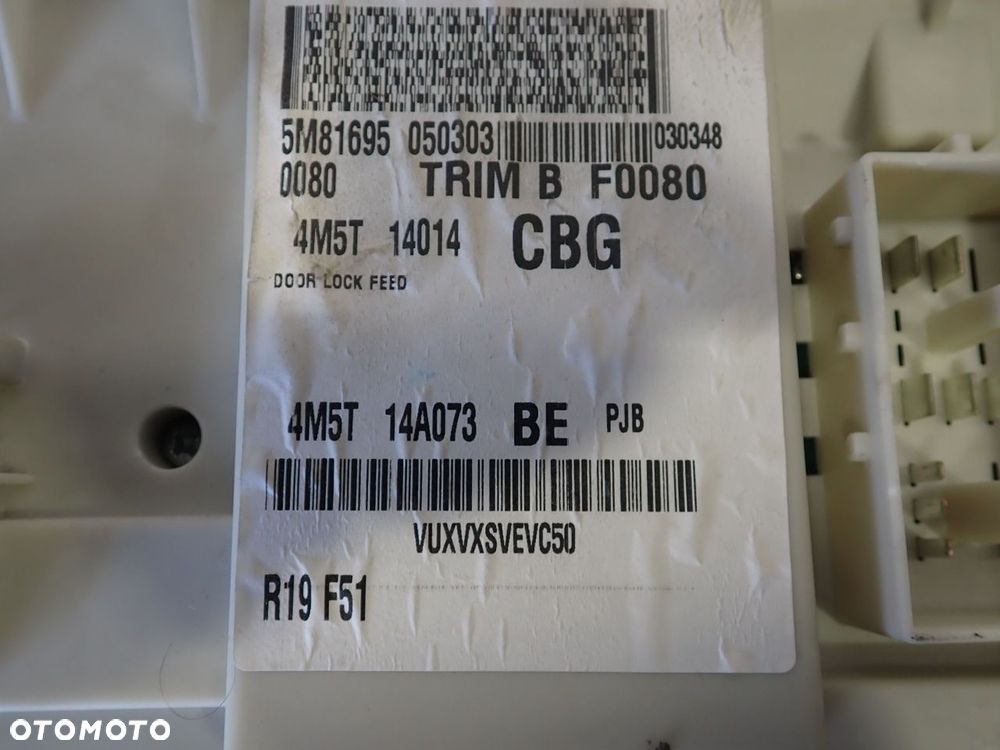 5M81695 050303 030348
0080 TRIM B F0080
4M5T 14014 CBG
DOOR LOCK FEED
4M5T 14A073 BE PJB
VUXVXSVEVC50
R19 F51
OTOMOTO